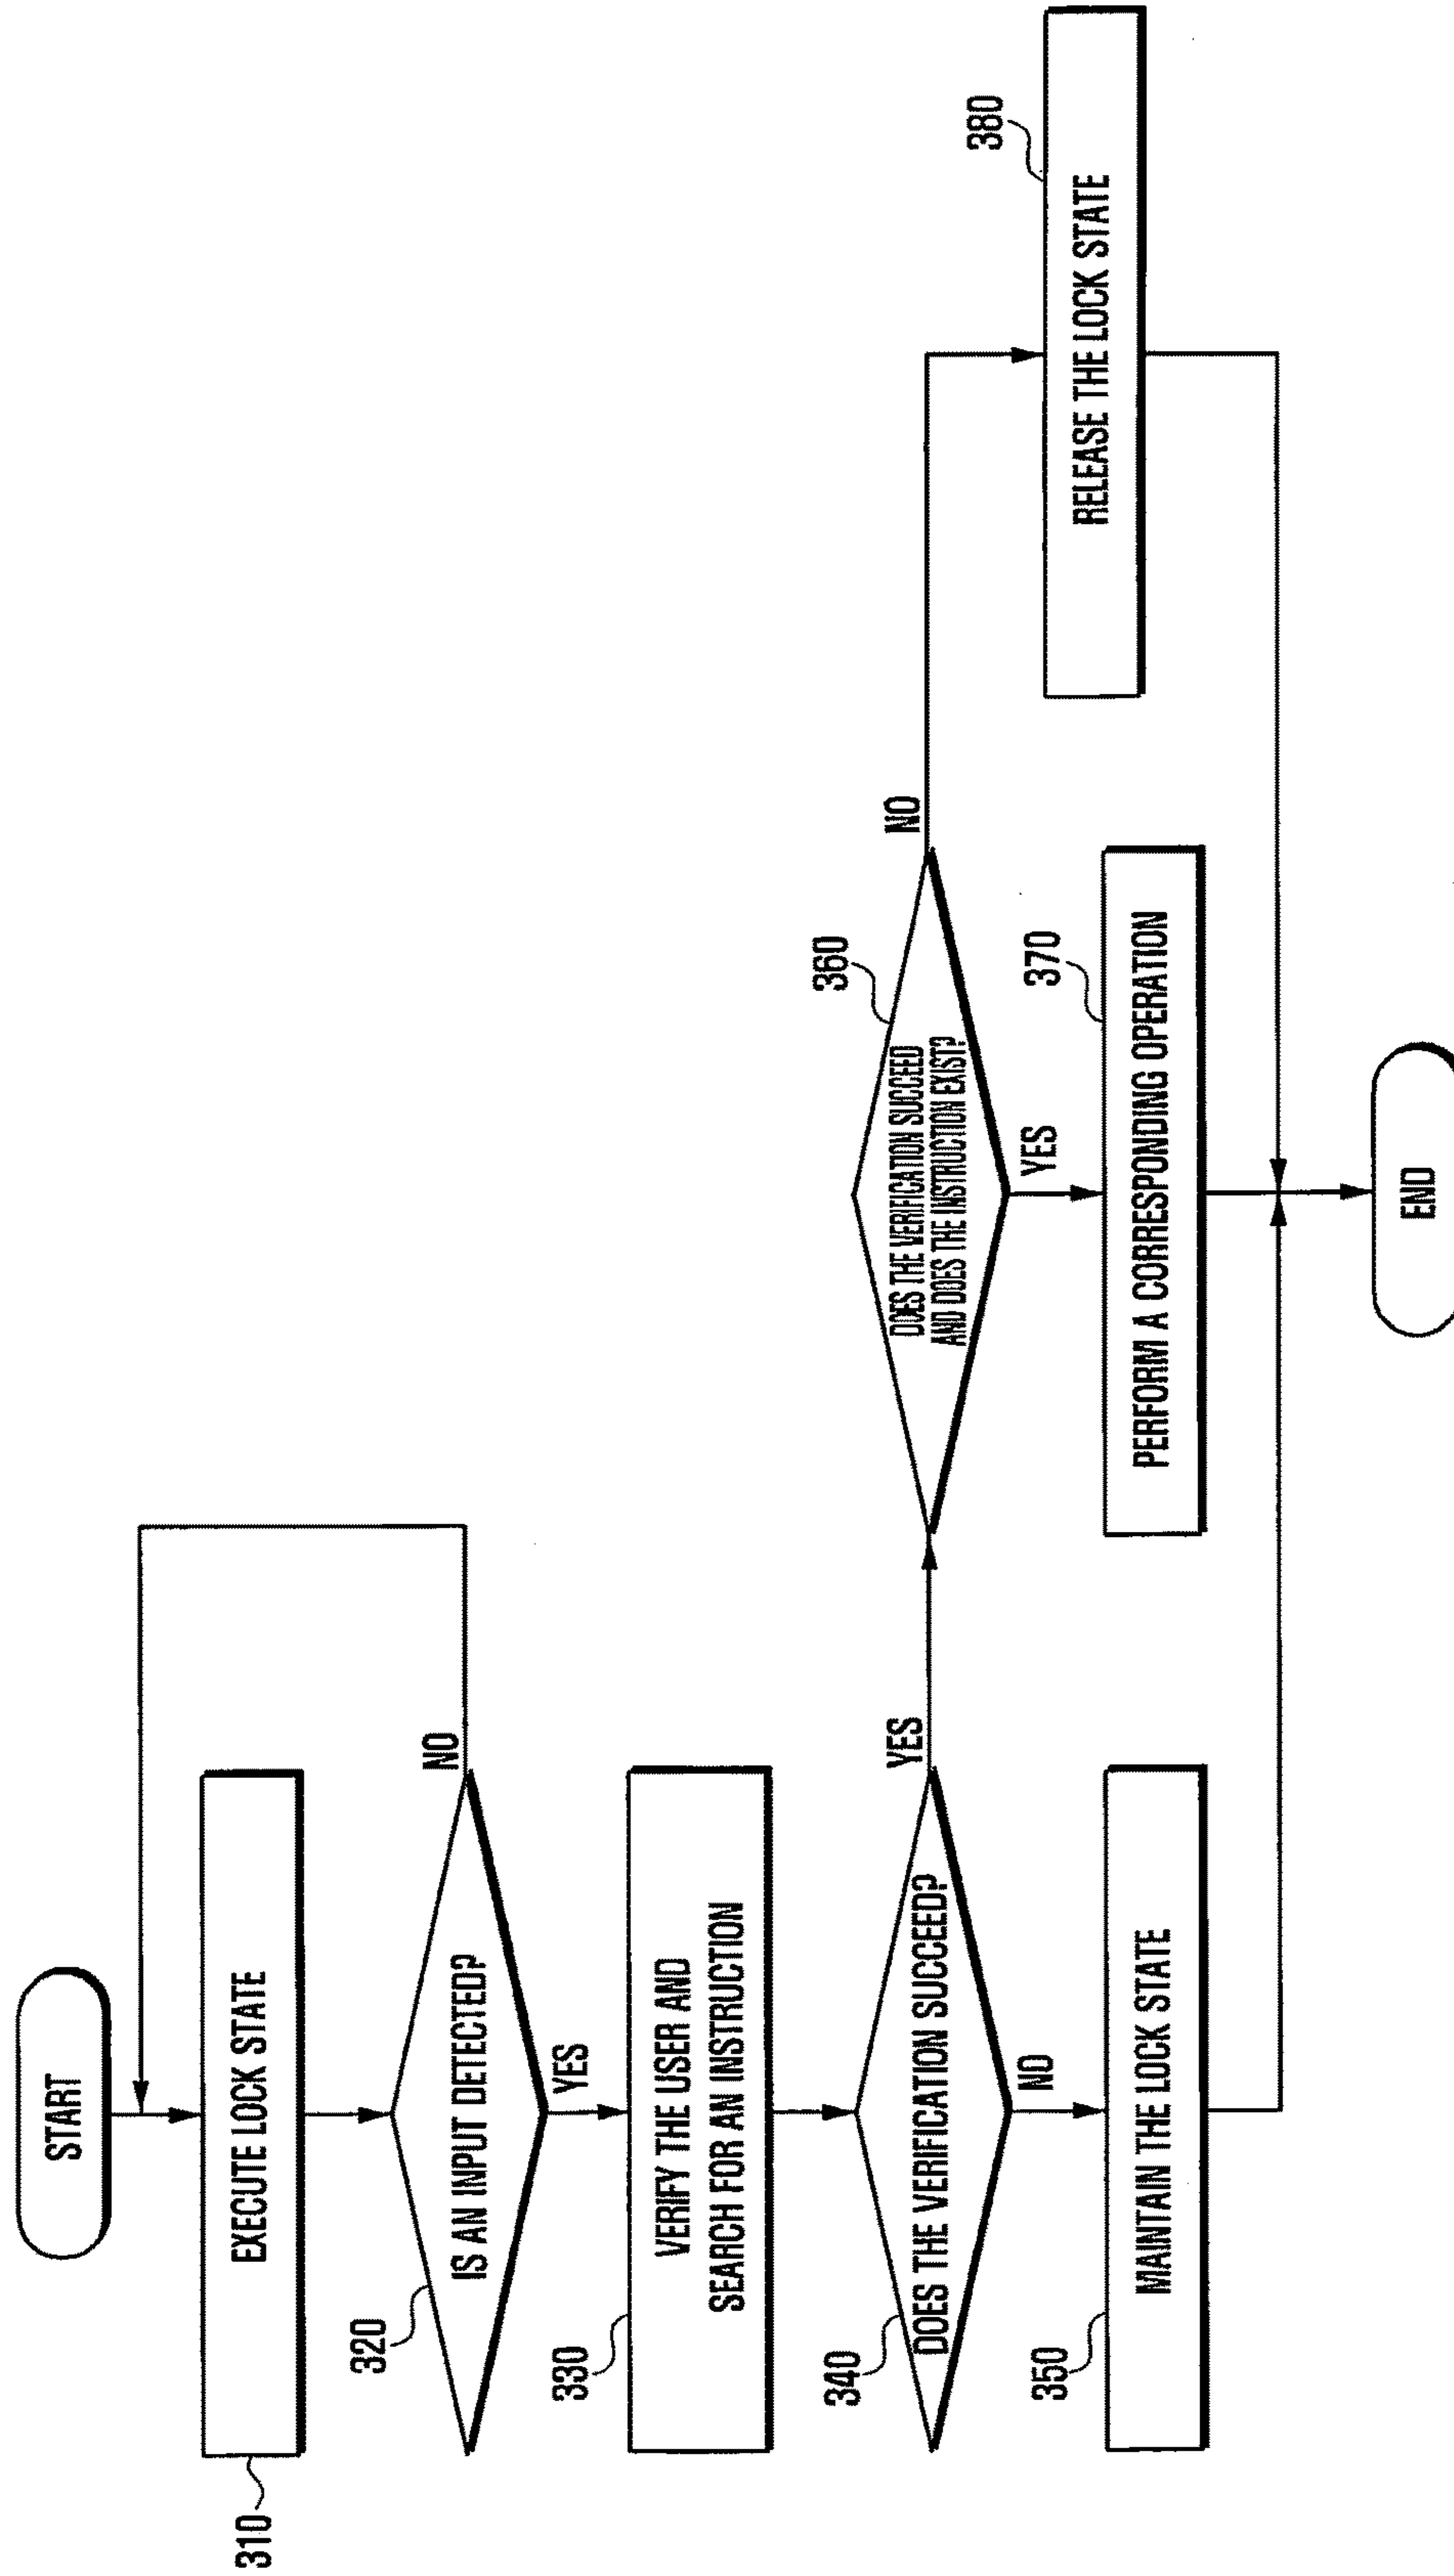 START
310
EXECUTE LOCK STATE
320
IS AN INPUT DETECTED?
NO
YES
330
VERIFY THE USER AND
SEARCH FOR AN INSTRUCTION
340
DOES THE VERIFICATION SUCCEED?
YES
NO
350
MAINTAIN THE LOCK STATE
360
DOES THE VERIFICATION SUCCEED
AND DOES THE INSTRUCTION EXIST?
NO
YES
370
PERFORM A CORRESPONDING OPERATION
380
RELEASE THE LOCK STATE
END